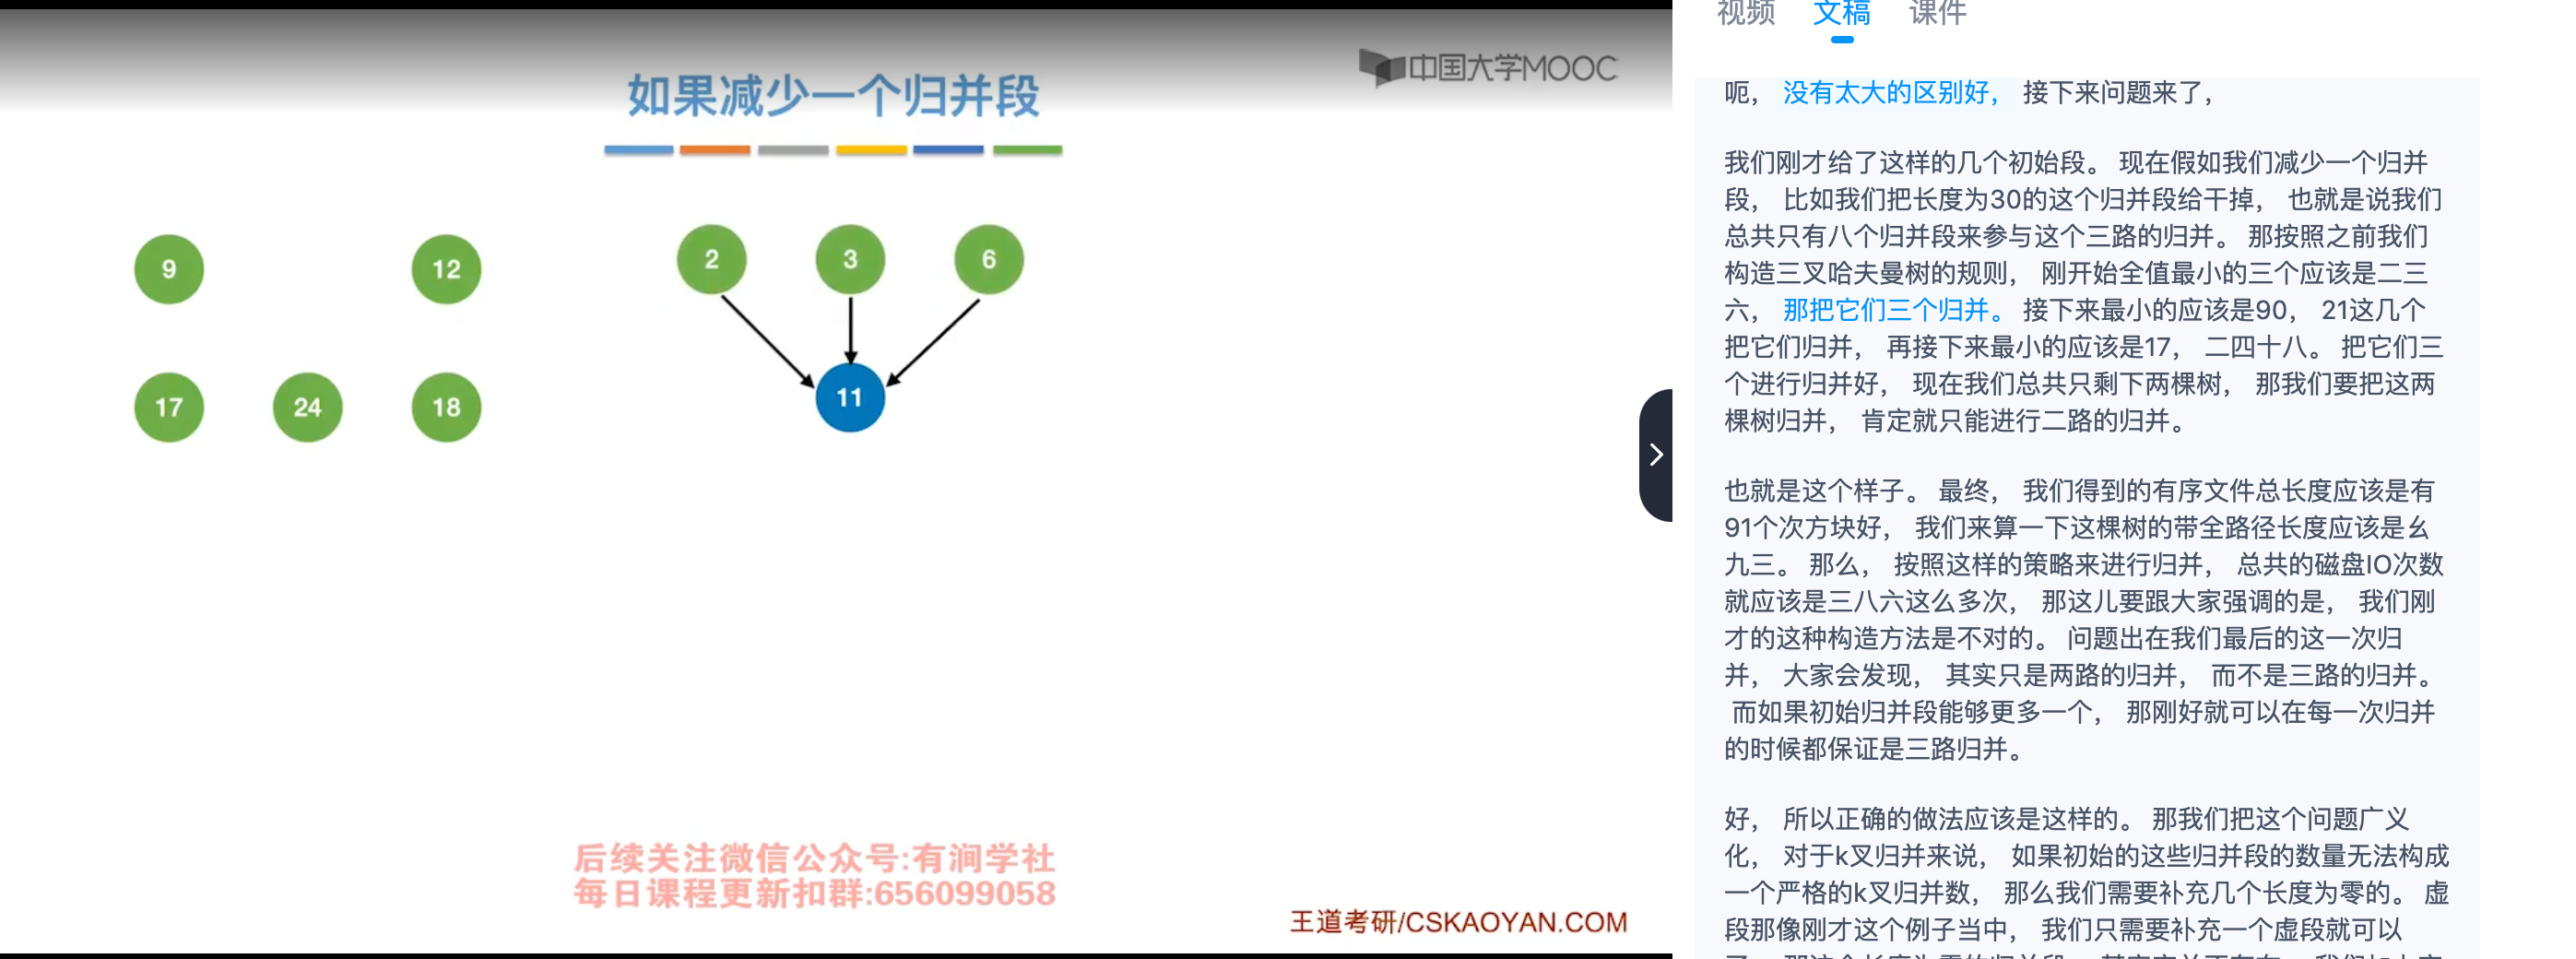 中国大学MOOC
如果减少一个归并段
9
12
2
3
6
17
24
18
11
后续关注微信公众号:有涧学社
每日课程更新扣群:656099058
王道考研/CSKAOYAN.COM
视频 文稿 课件
呃， 没有太大的区别好， 接下来问题来了，
我们刚才给了这样的几个初始段。 现在假如我们减少一个归并
段， 比如我们把长度为30的这个归并段给干掉， 也就是说我们
总共只有八个归并段来参与这个三路的归并。 那按照之前我们
构造三叉哈夫曼树的规则， 刚开始全值最小的三个应该是二三
六， 那把它们三个归并。 接下来最小的应该是90， 21这几个
把它们归并， 再接下来最小的应该是17， 二四十八。 把它们三
个进行归并好， 现在我们总共只剩下两棵树， 那我们要把这两
棵树归并， 肯定就只能进行二路的归并。
也就是这个样子。 最终， 我们得到的有序文件总长度应该是有
91个次方块好， 我们来算一下这棵树的带全路径长度应该是幺
九三。 那么， 按照这样的策略来进行归并， 总共的磁盘IO次数
就应该是三八六这么多次， 那这儿要跟大家强调的是， 我们刚
才的这种构造方法是不对的。 问题出在我们最后的这一次归
并， 大家会发现， 其实只是两路的归并， 而不是三路的归并。
而如果初始归并段能够更多一个， 那刚好就可以在每一次归并
的时候都保证是三路归并。
好， 所以正确的做法应该是这样的。 那我们把这个问题广义
化， 对于k叉归并来说， 如果初始的这些归并段的数量无法构成
一个严格的k叉归并数， 那么我们需要补充几个长度为零的。 虚
段那像刚才这个例子当中， 我们只需要补充一个虚段就可以